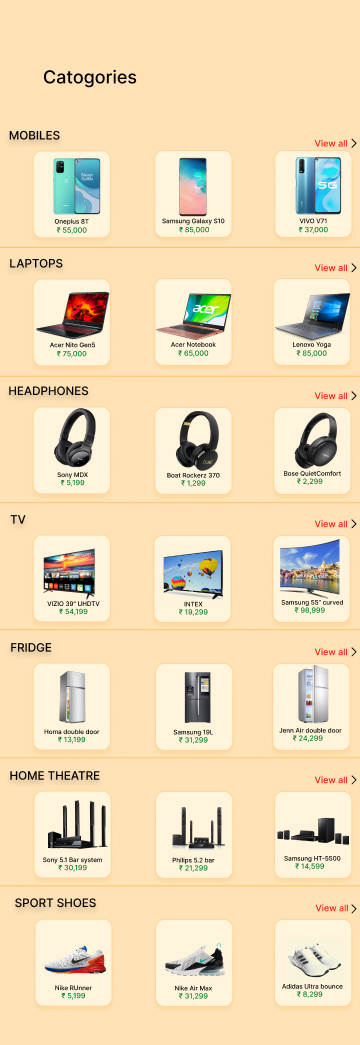 Catogories
MOBILES
View all
5G
Oneplus 8T
Samsung Galaxy S10
VIVO V71
₹ 55,000
₹ 85,000
₹ 37,000
LAPTOPS
View all
acer
Acer Nito Gen5
Acer Notebook
Lenovo Yoga
₹ 75,000
₹ 65,000
₹ 65,000
HEADPHONES
View all
Sony MDX
Boat Rockerz 370
Bose QuietComfort
₹ 5,199
₹ 1,299
₹ 2,299
TV
View all
VIZIO 39" UHDTV
INTEX
Samsung 55" curved
₹ 54,199
₹ 19,299
₹ 98,999
FRIDGE
View all
Homa double door
Samsung 19L
Jenn Air double door
₹ 13,199
₹ 31,299
₹ 24,299
HOME THEATRE
View all
Sony 5.1 Bar system
Philips 5.2 bar
Samsung HT-5500
₹ 30,199
₹ 21,299
₹ 14,599
SPORT SHOES
View all
Nike RUnner
Nike Air Max
Adidas Ultra bounce
₹ 5,199
₹ 31,299
₹ 8,299